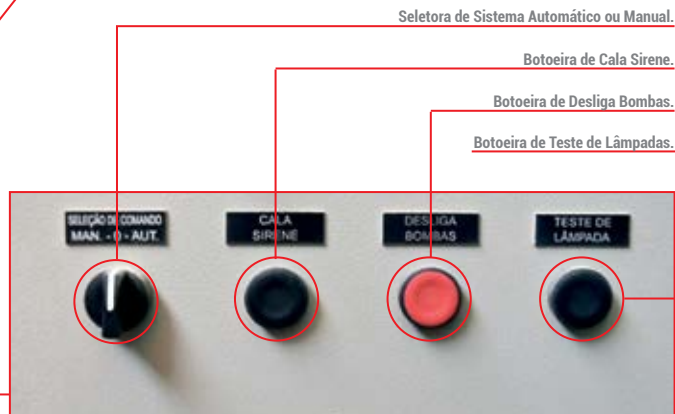 Seletora de Sistema Automático ou Manual.
Botoeira de Cala Sirene.
Botoeira de Desliga Bombas.
Botoeira de Teste de Lâmpadas.
SELEÇÃO DE COMANDO
MAN. - 0 - AUT.
CALA
SIRENE
DESLIGA
BOMBAS
TESTE DE
LÂMPADA